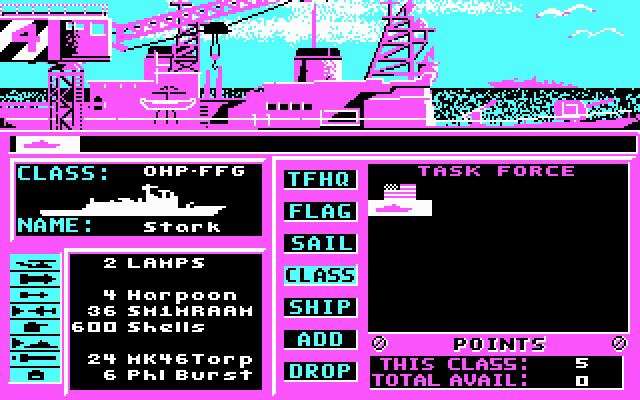 4
CLASS: OHP-FFG
NAME: Stark
2 LAMPS
4 Harpoon
36 SM1MRAAM
600 Shells
24 MK46Torp
6 Phl Burst
TFHQ
FLAG
SAIL
CLASS
SHIP
ADD
DROP
TASK FORCE
POINTS
THIS CLASS: 5
TOTAL AVAIL: 0